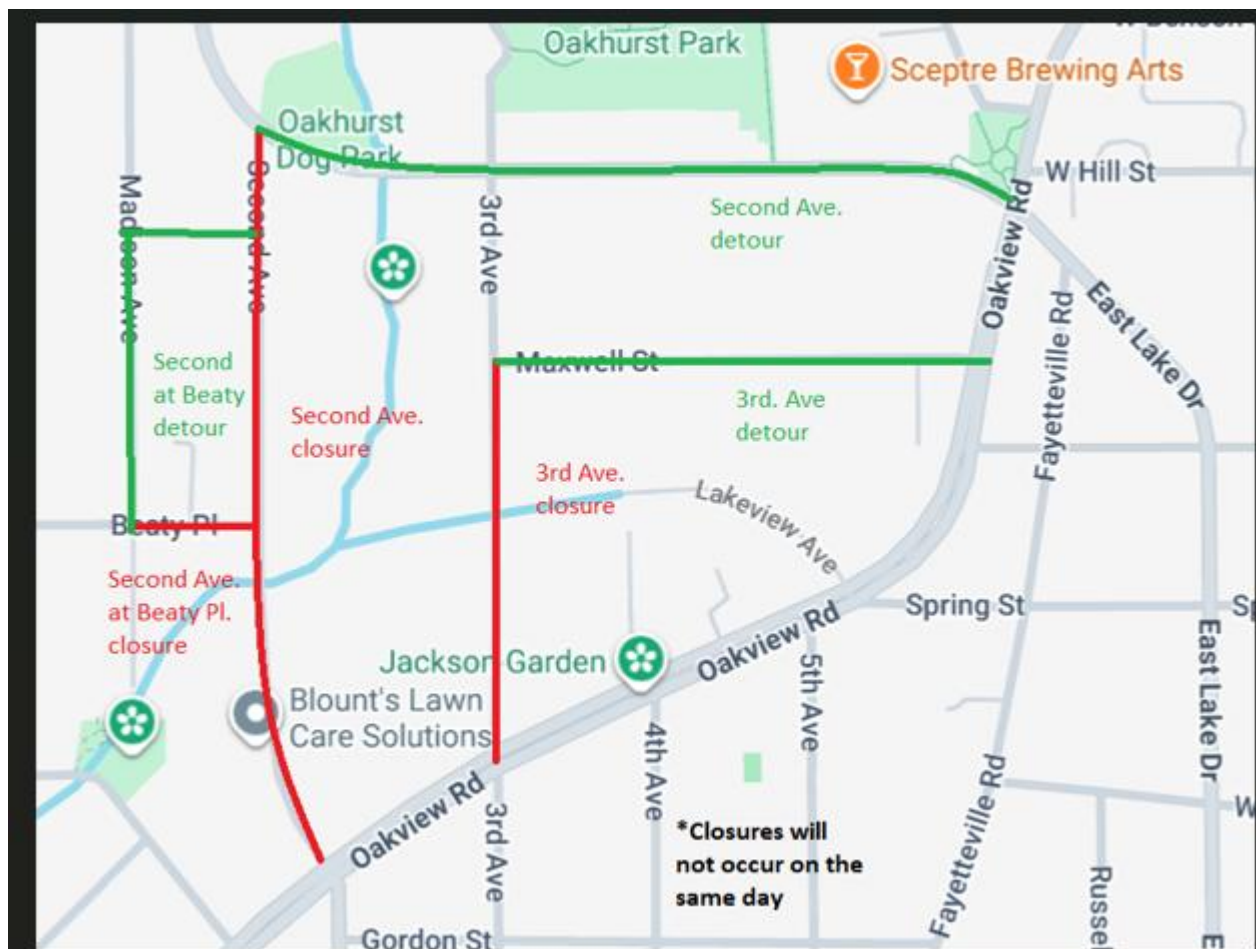 Oakhurst Park
Sceptre Brewing Arts
Oakhurst
Dog Park
W Hill St
Madison Ave
Second Ave
3rd Ave
Second Ave.
detour
Oakview Rd
Fayetteville Rd
East Lake Dr
Second
at Beaty
detour
Second Ave.
closure
Maxwell St
3rd. Ave
detour
3rd Ave.
closure
Lakeview Ave
Beaty Pl
Second Ave.
at Beaty Pl.
closure
Spring St
Jackson Garden
Oakview Rd
5th Ave
East Lake Dr
Blount's Lawn
Care Solutions
Oakview Rd
3rd Ave
4th Ave
Fayetteville Rd
*Closures will
not occur on the
same day
Gordon St